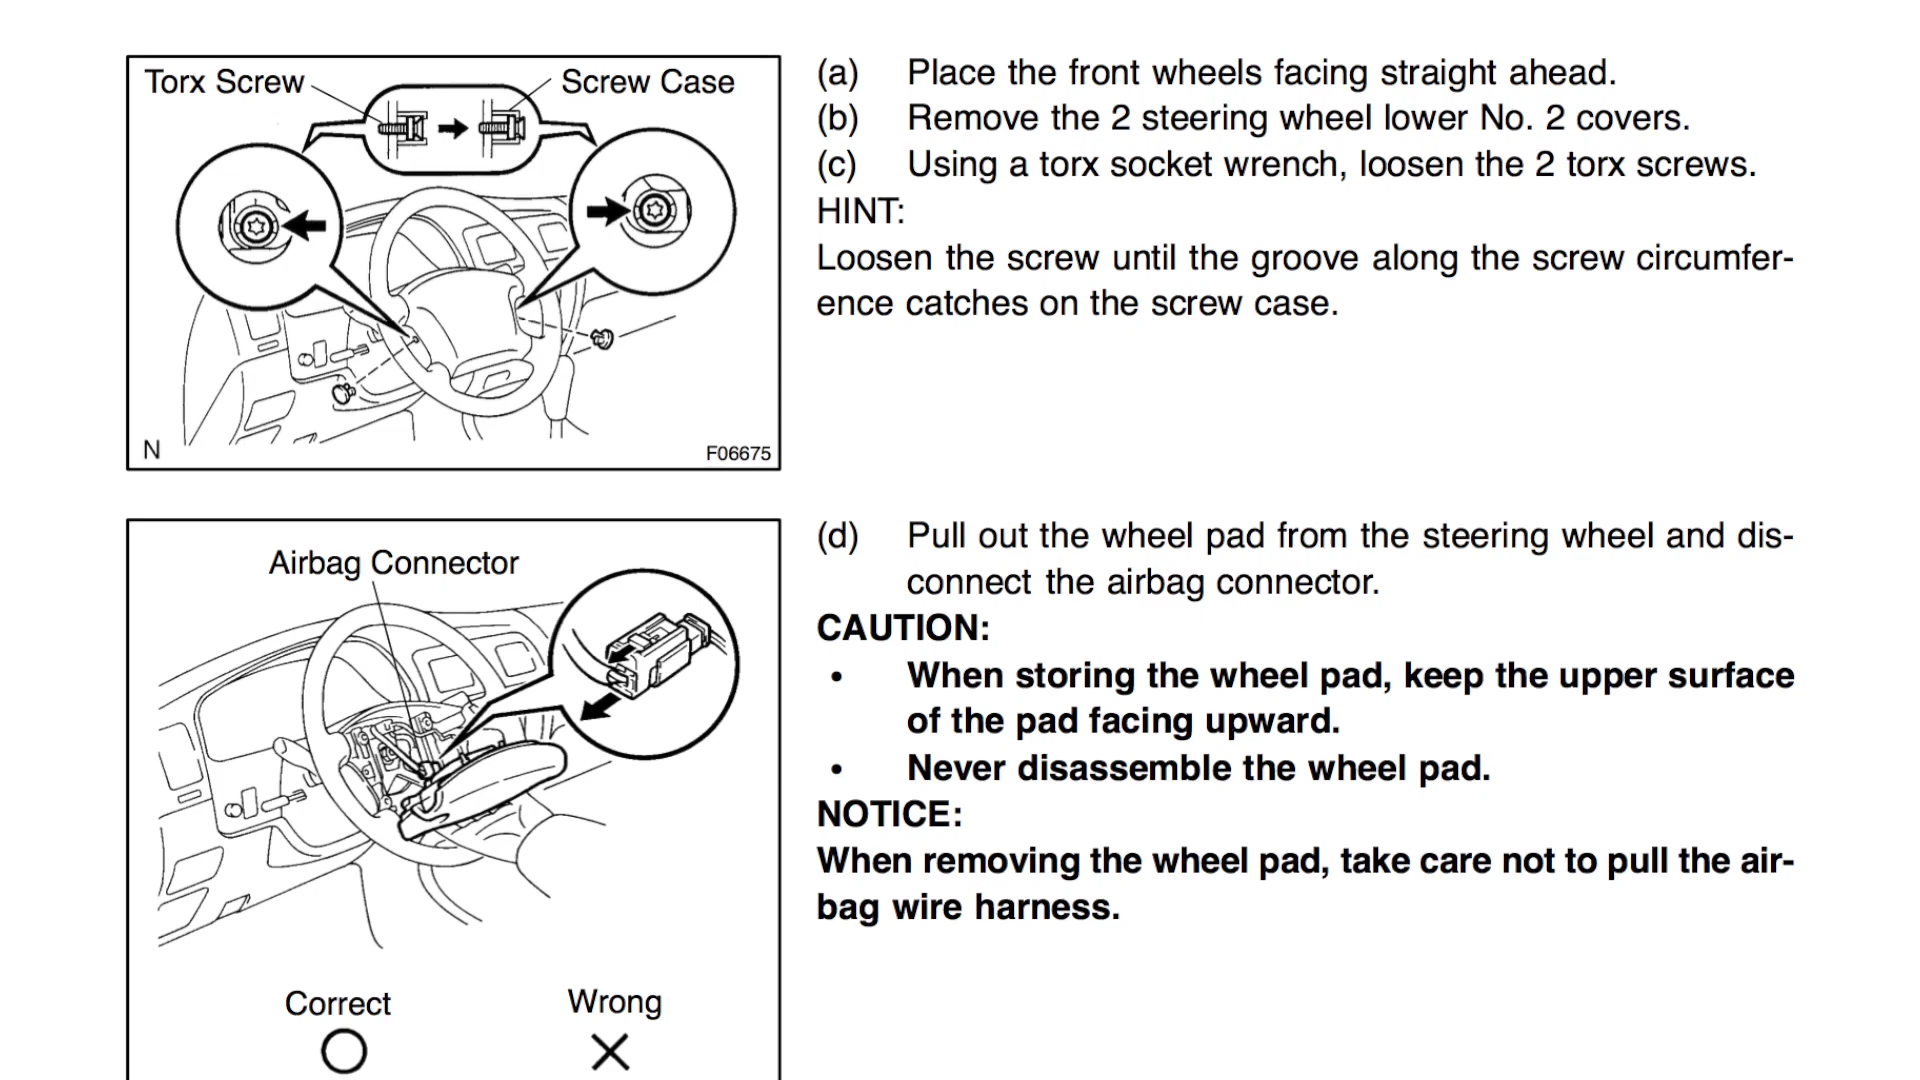 Torx Screw
Screw Case
N
F06675
(a) Place the front wheels facing straight ahead.
(b) Remove the 2 steering wheel lower No. 2 covers.
(c) Using a torx socket wrench, loosen the 2 torx screws.
HINT:
Loosen the screw until the groove along the screw circumfer-
ence catches on the screw case.
Airbag Connector
Correct
Wrong
(d) Pull out the wheel pad from the steering wheel and dis-
connect the airbag connector.
CAUTION:
• When storing the wheel pad, keep the upper surface
of the pad facing upward.
• Never disassemble the wheel pad.
NOTICE:
When removing the wheel pad, take care not to pull the air-
bag wire harness.